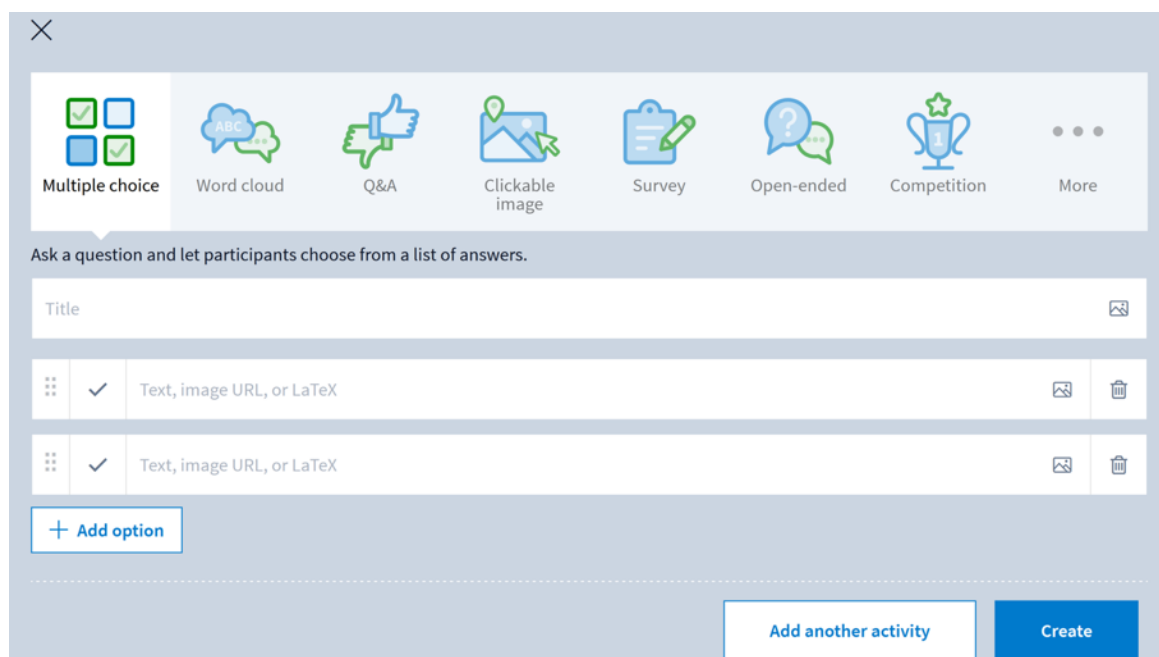 Multiple choice
Word cloud
Q&A
Clickable
image
Survey
Open-ended
Competition
More
ABC
?
1
Ask a question and let participants choose from a list of answers.
Title
Text, image URL, or LaTeX
Text, image URL, or LaTeX
+ Add option
Add another activity
Create